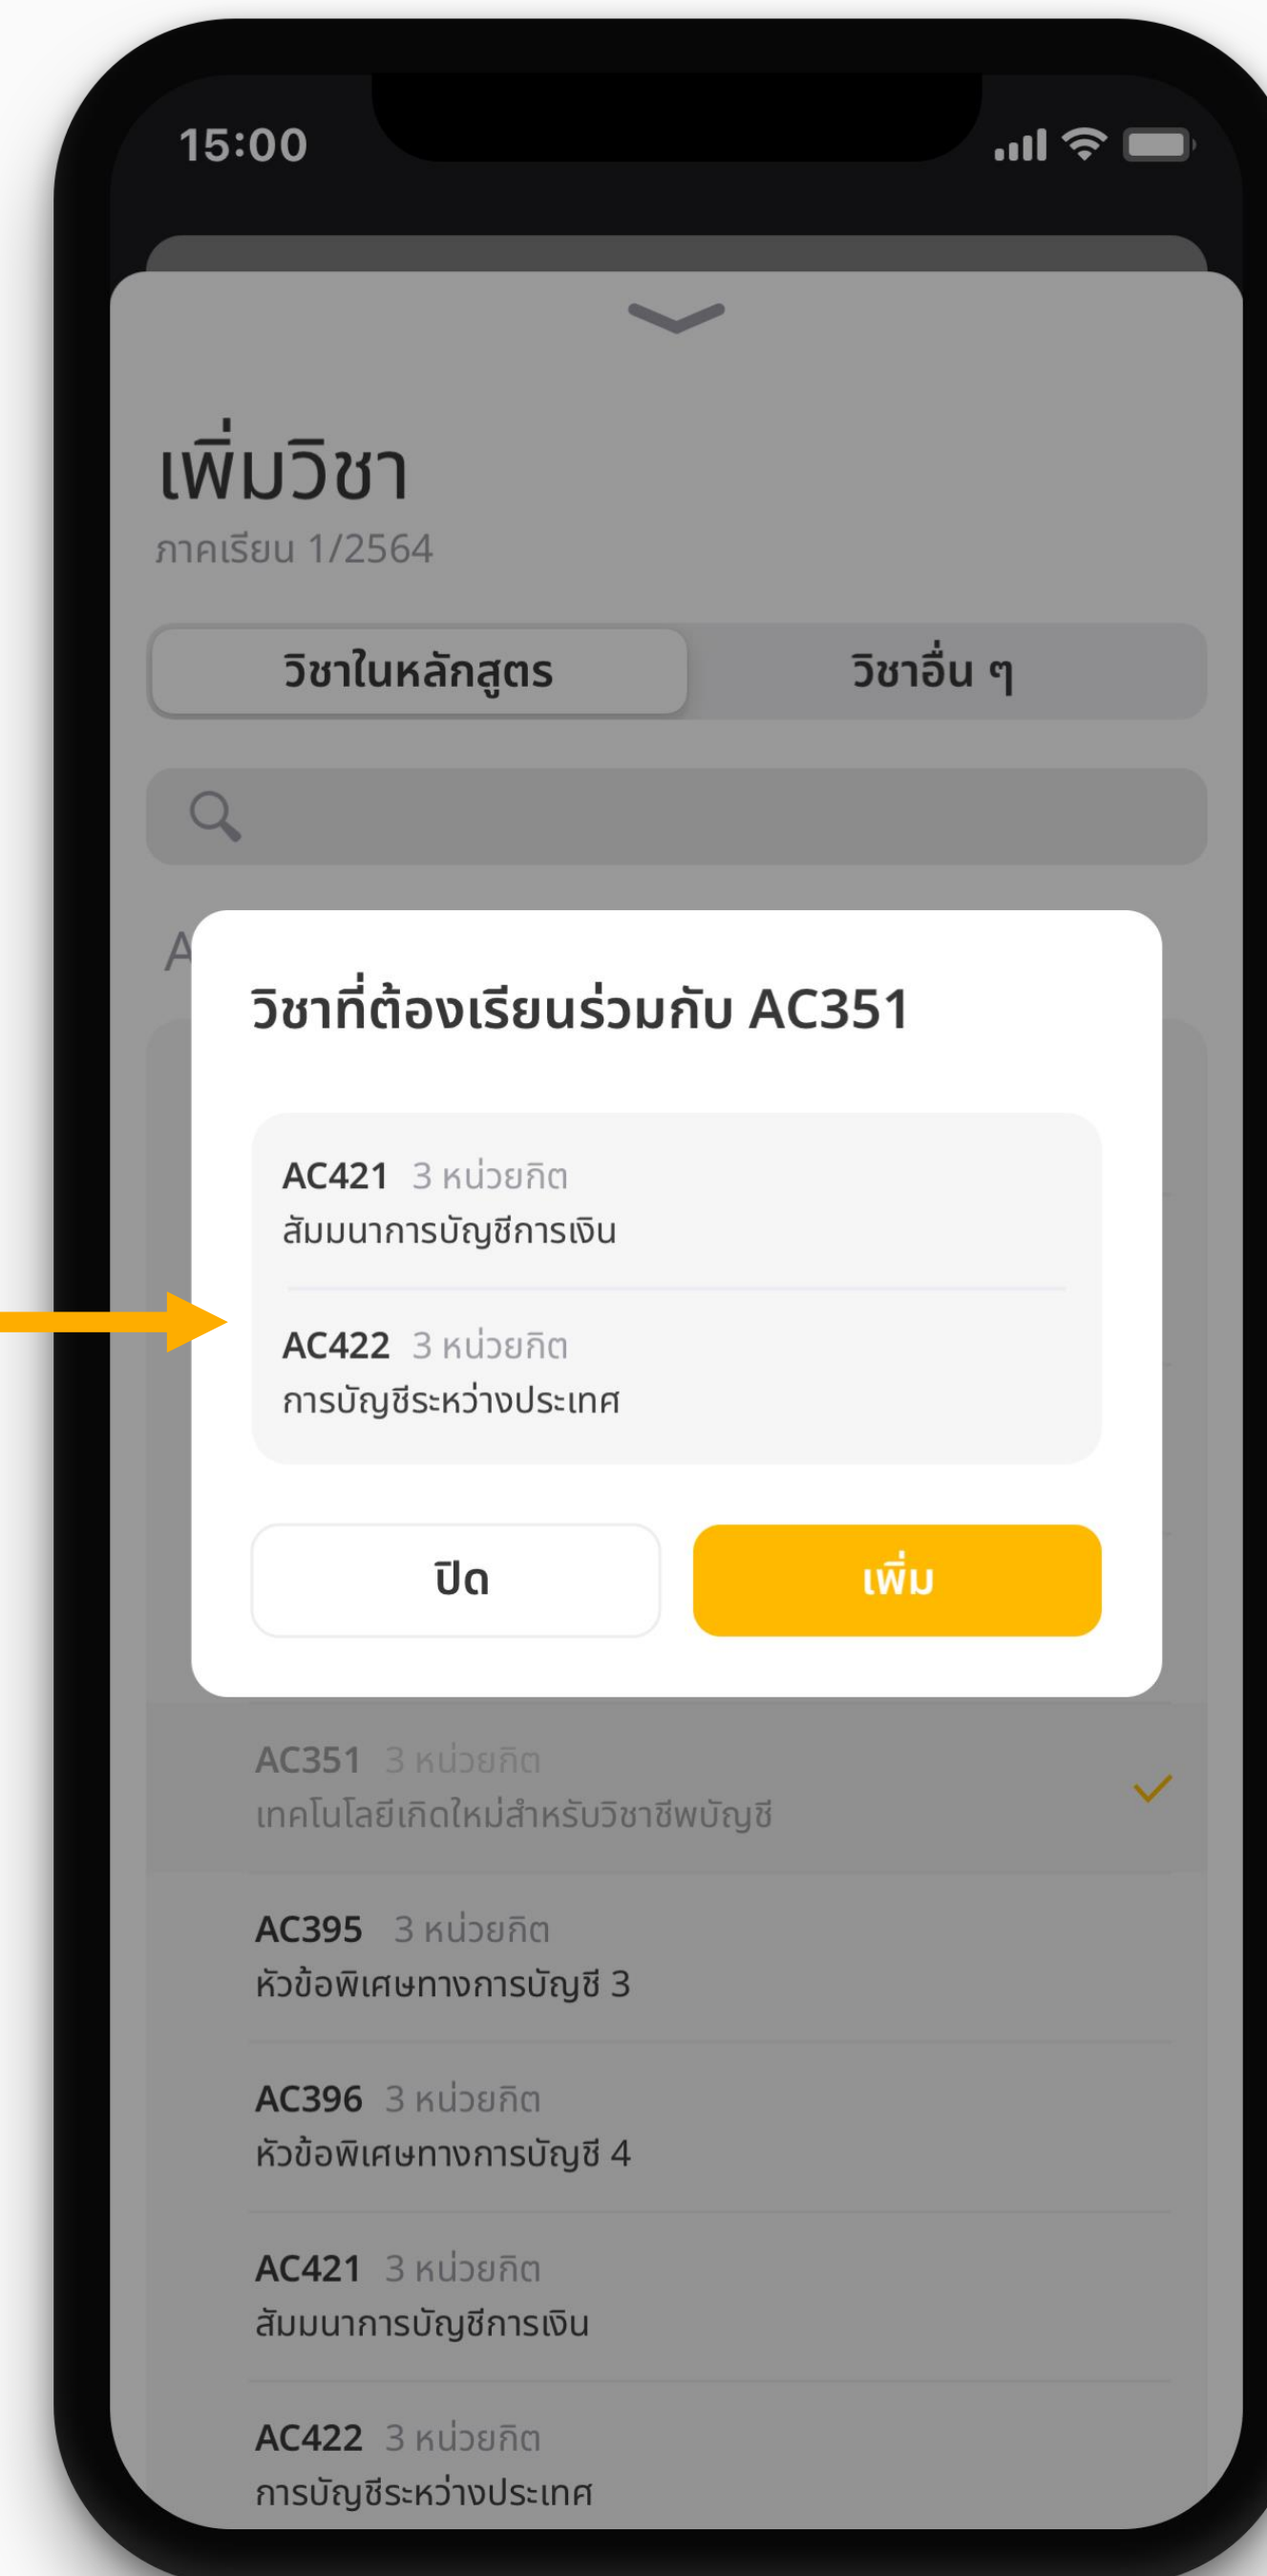 15:00
เพิ่มวิชา
ภาคเรียน 1/2564
วิชาในหลักสูตร
วิชาอื่น ๆ
A
วิชาที่ต้องเรียนร่วมกับ AC351
AC421 3 หน่วยกิต
สัมมนาการบัญชีการเงิน
AC422 3 หน่วยกิต
การบัญชีระหว่างประเทศ
ปิด
เพิ่ม
AC351 3 หน่วยกิต
เทคโนโลยีเกิดใหม่สำหรับวิชาชีพบัญชี
AC395 3 หน่วยกิต
หัวข้อพิเศษทางการบัญชี 3
AC396 3 หน่วยกิต
หัวข้อพิเศษทางการบัญชี 4
AC421 3 หน่วยกิต
สัมมนาการบัญชีการเงิน
AC422 3 หน่วยกิต
การบัญชีระหว่างประเทศ